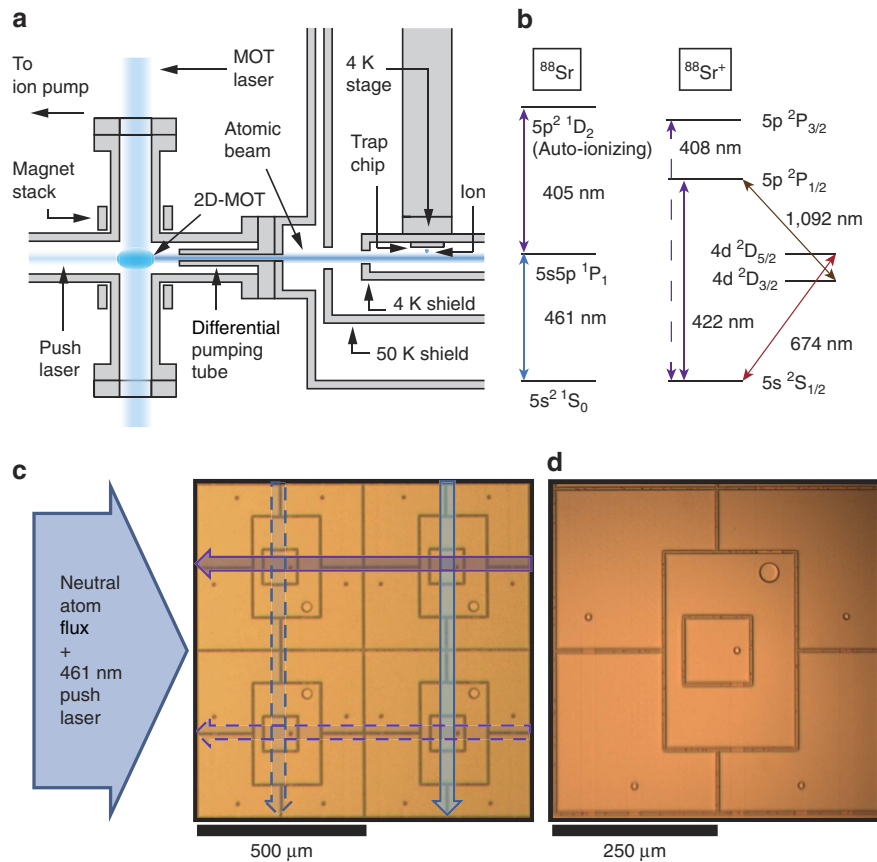 a
To
ion pump
MOT
laser
4 K
stage
Atomic
beam
Trap
chip
Magnet
stack
2D-MOT
Ion
Push
laser
Differential
pumping
tube
4 K shield
50 K shield
b
⁸⁸Sr
⁸⁸Sr⁺
5p² ¹D₂
(Auto-ionizing)
405 nm
5s5p ¹P₁
461 nm
5s² ¹S₀
5p ²P₃/₂
408 nm
5p ²P₁/₂
1,092 nm
4d ²D₅/₂
4d ²D₃/₂
422 nm
674 nm
5s ²S₁/₂
c
Neutral
atom
flux
+
461 nm
push
laser
500 μm
d
250 μm